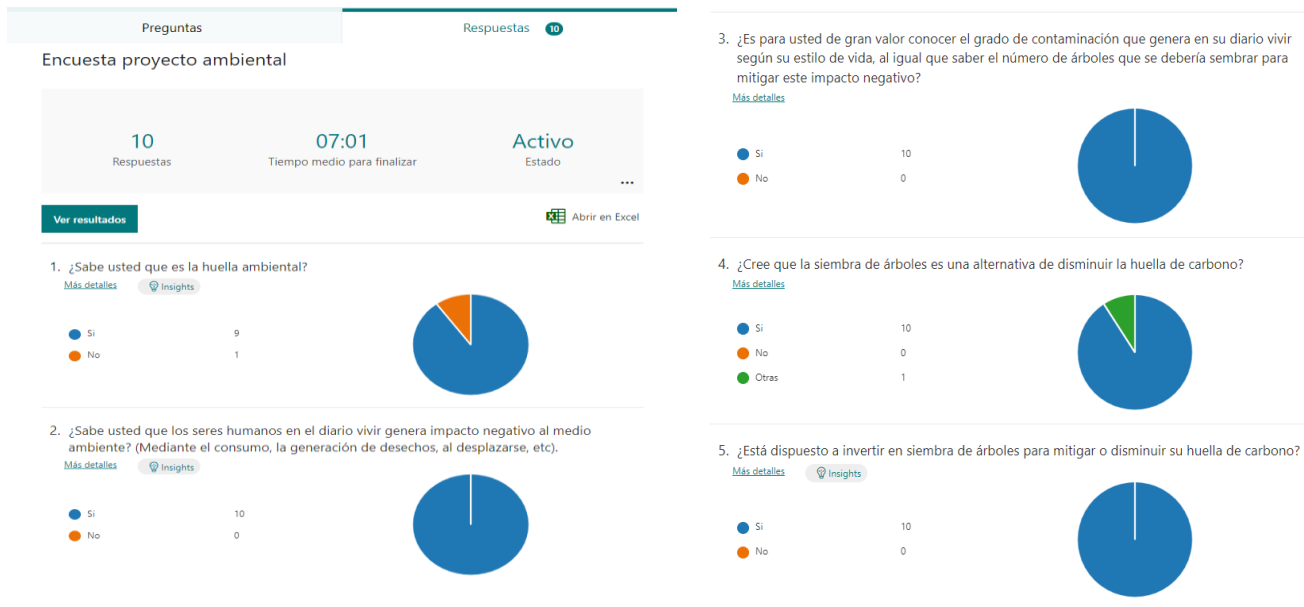 Preguntas
Respuestas 10
Encuesta proyecto ambiental
10
Respuestas
07:01
Tiempo medio para finalizar
Activo
Estado
...
Ver resultados
Abrir en Excel
1. ¿Sabe usted que es la huella ambiental?
Más detalles
Insights
Si 9
No 1
2. ¿Sabe usted que los seres humanos en el diario vivir genera impacto negativo al medio
ambiente? (Mediante el consumo, la generación de desechos, al desplazarse, etc).
Más detalles
Insights
Si 10
No 0
3. ¿Es para usted de gran valor conocer el grado de contaminación que genera en su diario vivir
según su estilo de vida, al igual que saber el número de árboles que se debería sembrar para
mitigar este impacto negativo?
Más detalles
Si 10
No 0
4. ¿Cree que la siembra de árboles es una alternativa de disminuir la huella de carbono?
Más detalles
Si 10
No 0
Otras 1
5. ¿Está dispuesto a invertir en siembra de árboles para mitigar o disminuir su huella de carbono?
Más detalles
Insights
Si 10
No 0